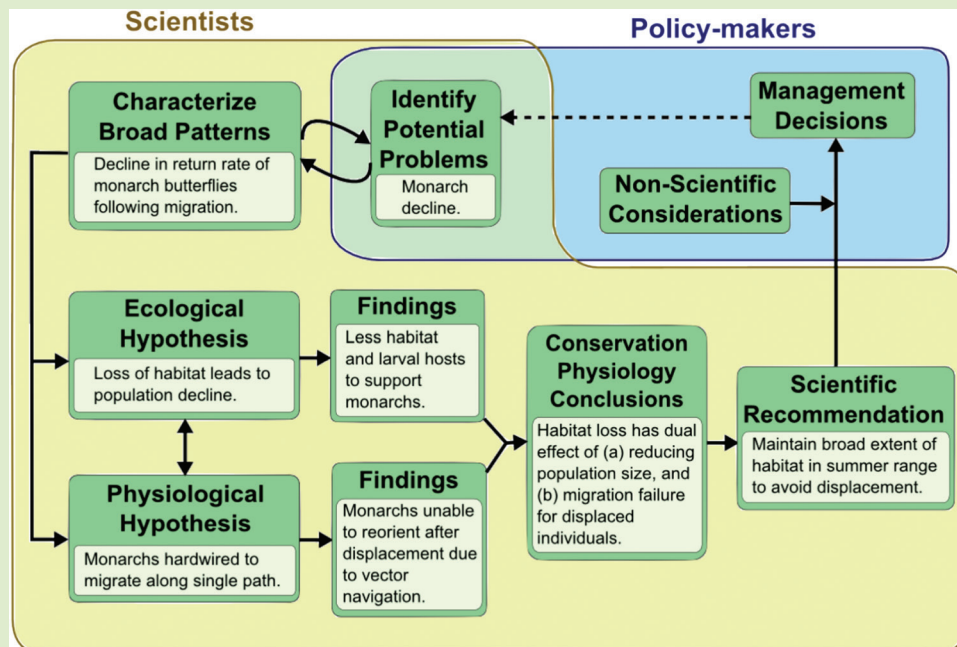 Scientists
Policy-makers
Characterize
Broad Patterns
Decline in return rate of
monarch butterflies
following migration.
Identify
Potential
Problems
Monarch
decline.
Management
Decisions
Non-Scientific
Considerations
Ecological
Hypothesis
Loss of habitat leads to
population decline.
Findings
Less habitat
and larval hosts
to support
monarchs.
Physiological
Hypothesis
Monarchs hardwired to
migrate along single path.
Findings
Monarchs unable
to reorient after
displacement due
to vector
navigation.
Conservation
Physiology
Conclusions
Habitat loss has dual
effect of (a) reducing
population size, and
(b) migration failure
for displaced
individuals.
Scientific
Recommendation
Maintain broad extent of
habitat in summer range
to avoid displacement.